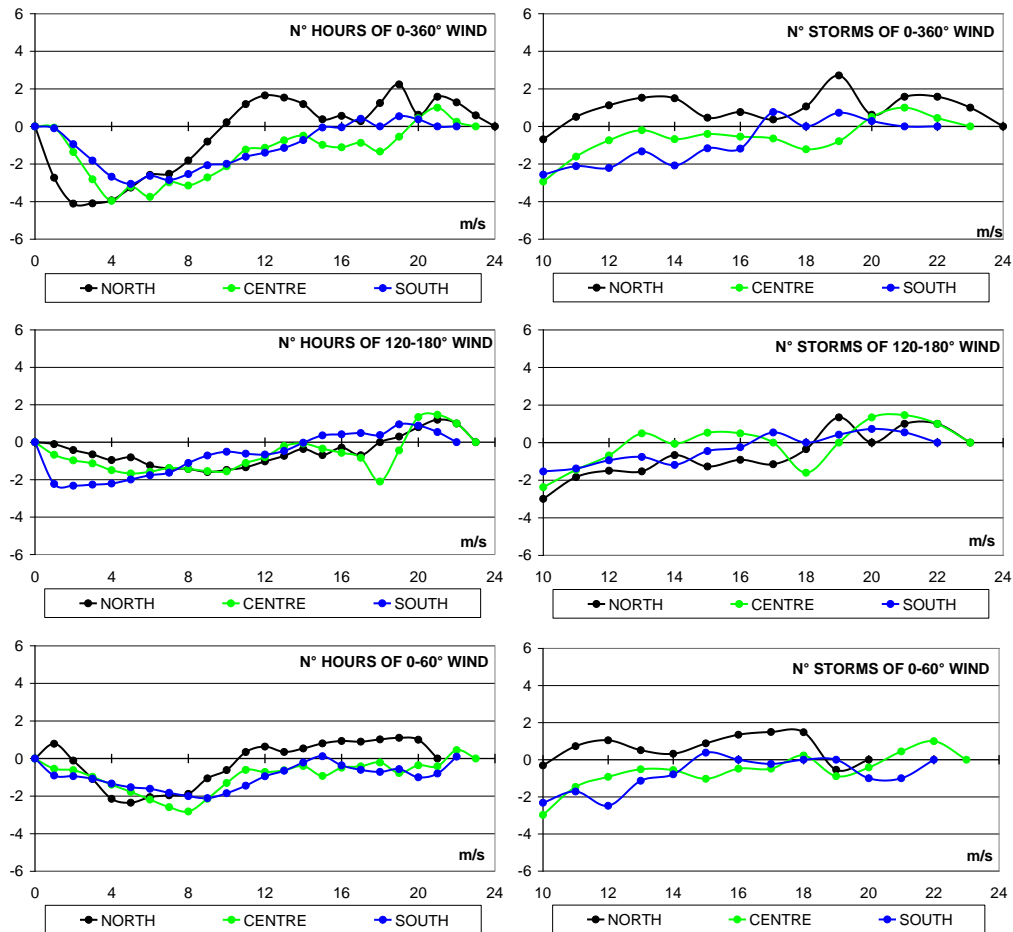 N° HOURS OF 0-360° WIND
6
4
2
0
-2
-4
-6
m/s
0 4 8 12 16 20 24
NORTH CENTRE SOUTH
N° STORMS OF 0-360° WIND
6
4
2
0
-2
-4
-6
m/s
10 12 14 16 18 20 22 24
NORTH CENTRE SOUTH
N° HOURS OF 120-180° WIND
6
4
2
0
-2
-4
-6
m/s
0 4 8 12 16 20 24
NORTH CENTRE SOUTH
N° STORMS OF 120-180° WIND
6
4
2
0
-2
-4
-6
m/s
10 12 14 16 18 20 22 24
NORTH CENTRE SOUTH
N° HOURS OF 0-60° WIND
6
4
2
0
-2
-4
-6
m/s
0 4 8 12 16 20 24
NORTH CENTRE SOUTH
N° STORMS OF 0-60° WIND
6
4
2
0
-2
-4
-6
m/s
10 12 14 16 18 20 22 24
NORTH CENTRE SOUTH